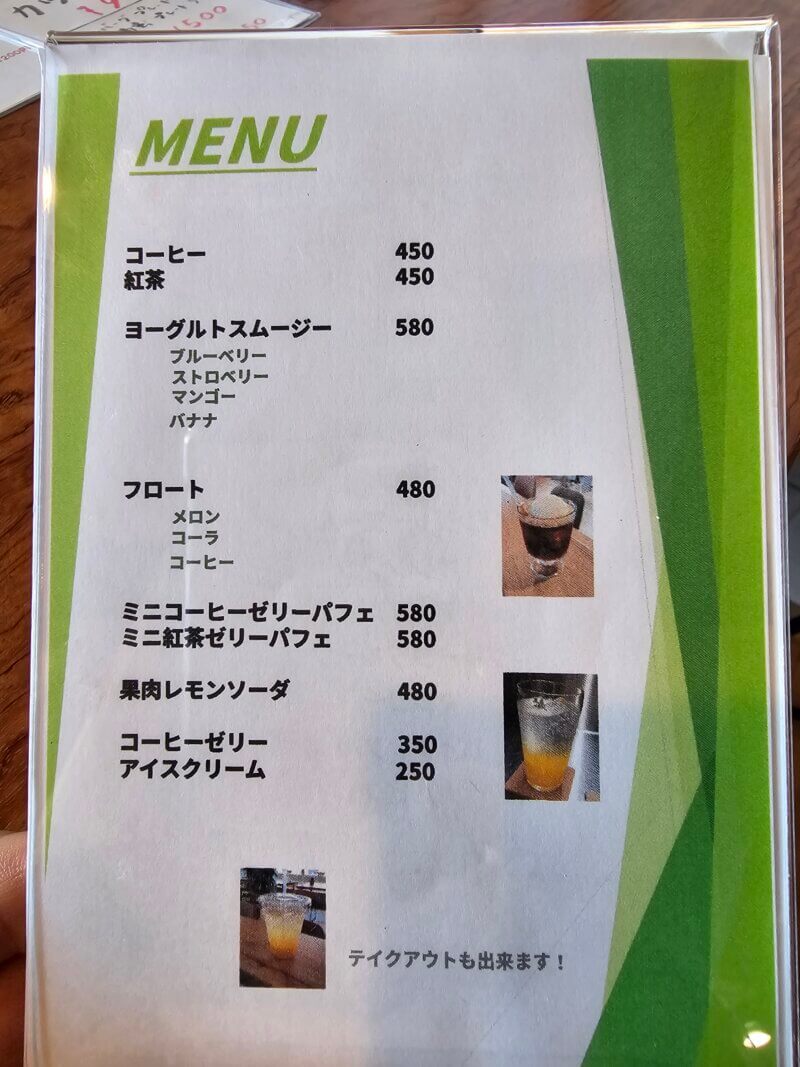 MENU
コーヒー 450
紅茶 450
ヨーグルトスムージー 580
ブルーベリー
ストロベリー
マンゴー
バナナ
フロート 480
メロン
コーラ
コーヒー
ミニコーヒーゼリーパフェ 580
ミニ紅茶ゼリーパフェ 580
果肉レモンソーダ 480
コーヒーゼリー 350
アイスクリーム 250
テイクアウトも出来ます!